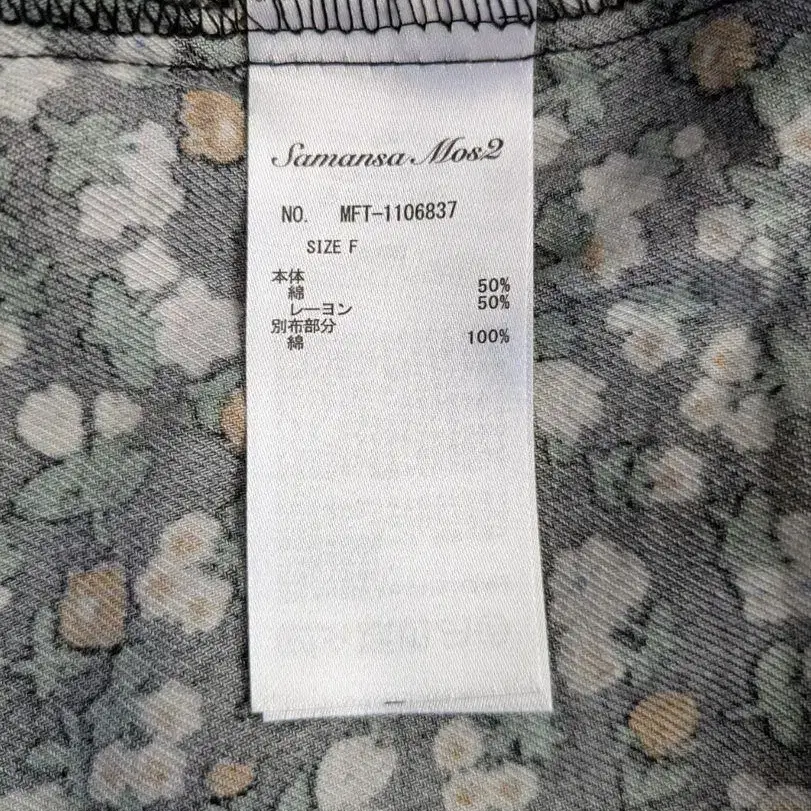 Samansa Mos2
NO. MFT-1106837
SIZE F
本体
綿 50%
レーヨン 50%
別布部分
綿 100%